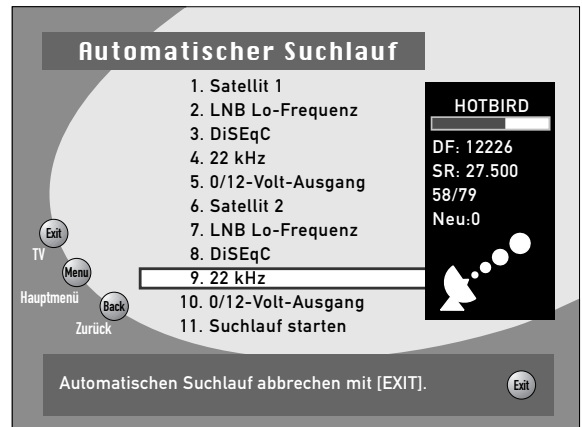 Automatischer Suchlauf
1. Satellit 1
2. LNB Lo-Frequenz
3. DiSEqC
4. 22 kHz
5. 0/12-Volt-Ausgang
6. Satellit 2
7. LNB Lo-Frequenz
8. DiSEqC
9. 22 kHz
10. 0/12-Volt-Ausgang
11. Suchlauf starten
HOTBIRD
DF: 12226
SR: 27.500
58/79
Neu:0
Exit
TV
Menu
Hauptmenü
Back
Zurück
Automatischen Suchlauf abbrechen mit [EXIT].
Exit